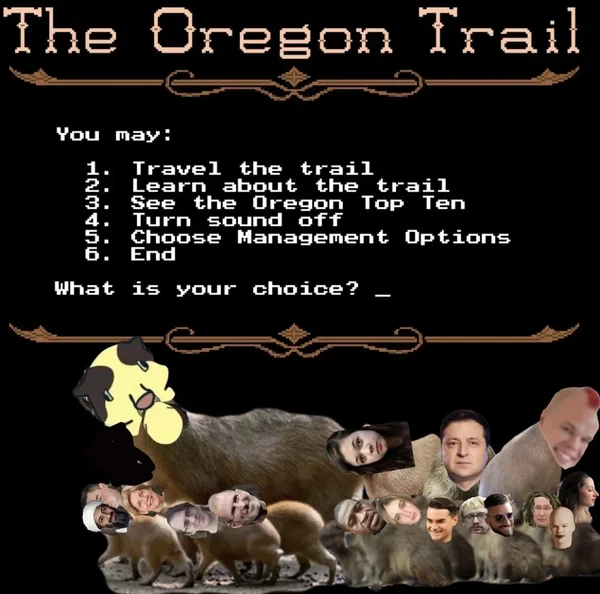 The Oregon Trail
You may:
1. Travel the trail
2. Learn about the trail
3. See the Oregon Top Ten
4. Turn sound off
5. Choose Management Options
6. End
What is your choice? _